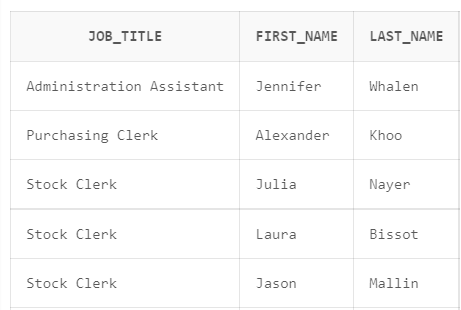 JOB_TITLE FIRST_NAME LAST_NAME
Administration Assistant Jennifer Whalen
Purchasing Clerk Alexander Khoo
Stock Clerk Julia Nayer
Stock Clerk Laura Bissot
Stock Clerk Jason Mallin